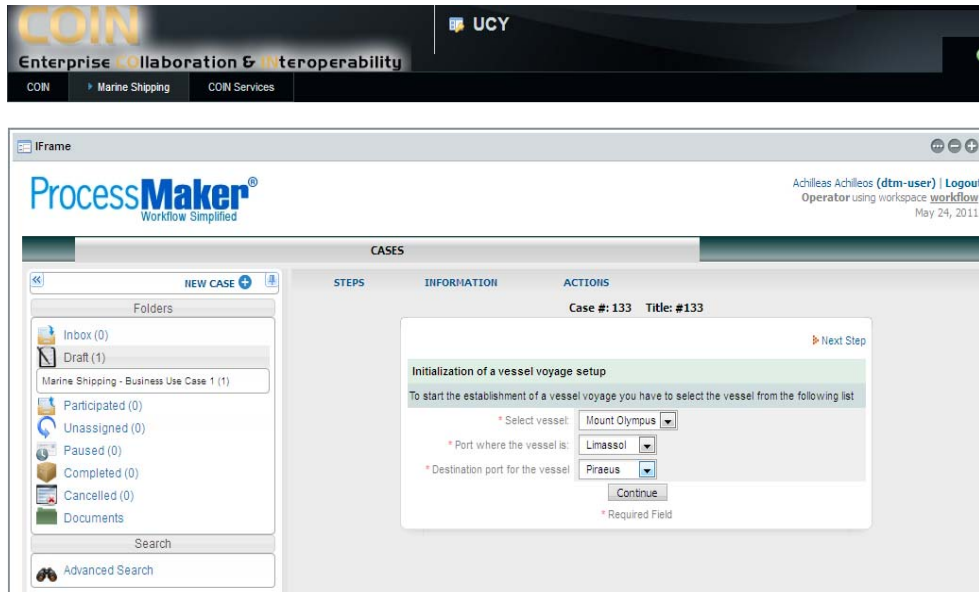 COIN
UCY
Enterprise COllaboration & INteroperability
COIN
Marine Shipping
COIN Services
IFrame
ProcessMaker®
Workflow Simplified
Achilleas Achilleos (dtm-user) | Logout
Operator using workspace workflow
May 24, 2011
CASES
NEW CASE
STEPS
INFORMATION
ACTIONS
Folders
Case #: 133 Title: #133
Inbox (0)
Draft (1)
Marine Shipping - Business Use Case 1 (1)
Participated (0)
Unassigned (0)
Paused (0)
Completed (0)
Cancelled (0)
Documents
Search
Advanced Search
Next Step
Initialization of a vessel voyage setup
To start the establishment of a vessel voyage you have to select the vessel from the following list
* Select vessel: Mount Olympus
* Port where the vessel is: Limassol
* Destination port for the vessel Piraeus
Continue
* Required Field